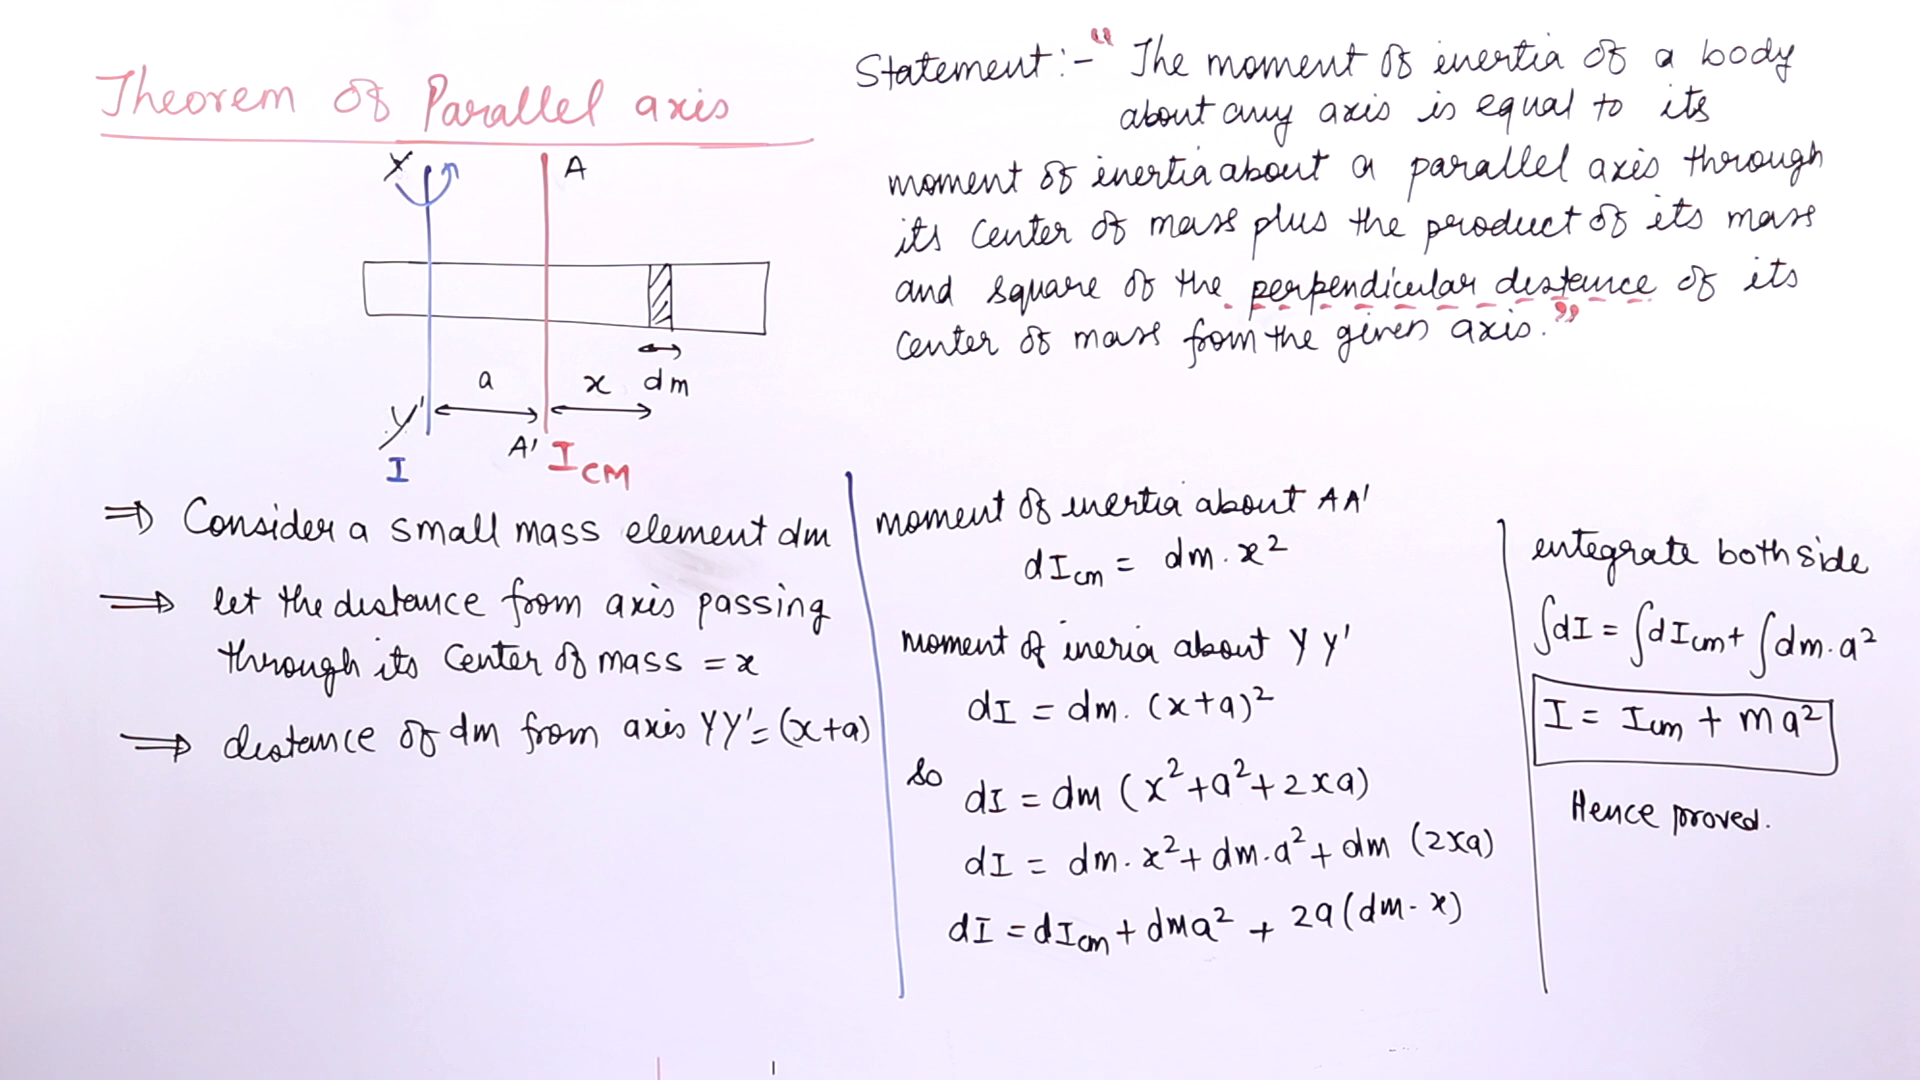 Theorem of Parallel axis
Statement :- " The moment of inertia of a body
about any axis is equal to its
moment of inertia about a parallel axis through
its center of mass plus the product of its mass
and square of the perpendicular distance of its
center of mass from the given axis."
Y
A
a
x
dm
Y'
A'
I
I CM
⇒ Consider a small mass element dm
⇒ let the distance from axis passing
through its center of mass = x
⇒ distance of dm from axis YY' = (x+a)
moment of inertia about AA'
dIcm = dm . x²
moment of ineria about YY'
dI = dm . (x+a)²
so dI = dm (x²+a²+2xa)
dI = dm . x² + dm . a² + dm (2xa)
dI = dIcm + dma² + 2a(dm - x)
integrate both side
∫dI = ∫dIcm + ∫dm . a²
I = Icm + ma²
Hence proved.